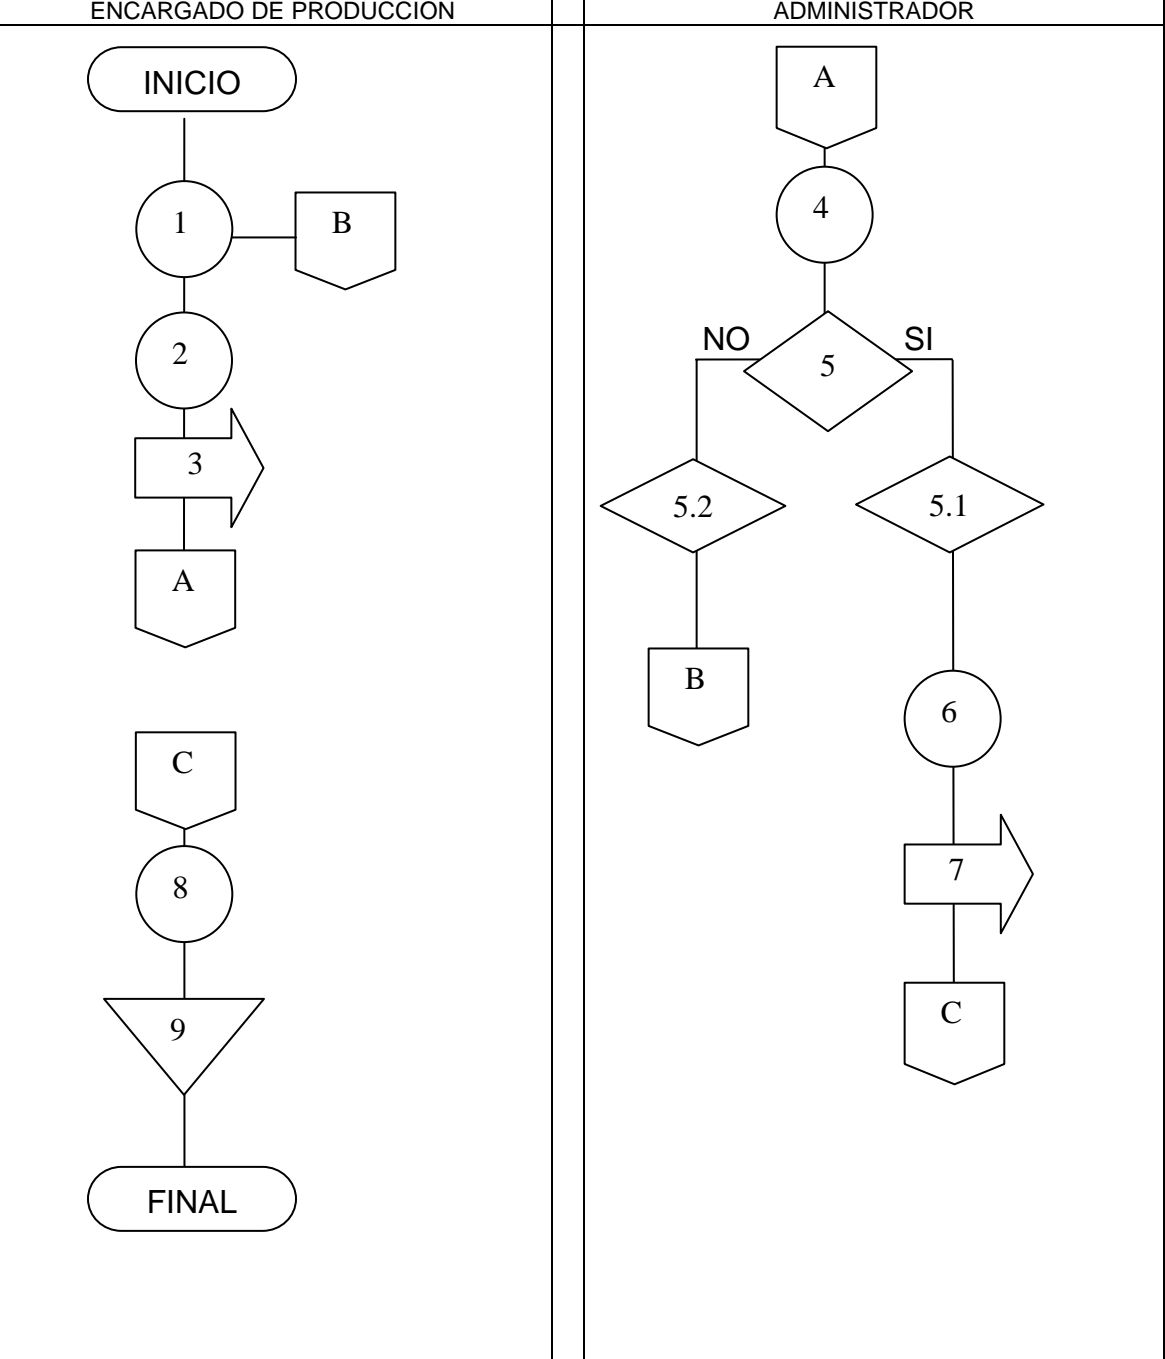 ENCARGADO DE PRODUCCION
INICIO
1
B
2
3
A
C
8
9
FINAL
ADMINISTRADOR
A
4
NO
SI
5
5.2
5.1
B
6
7
C